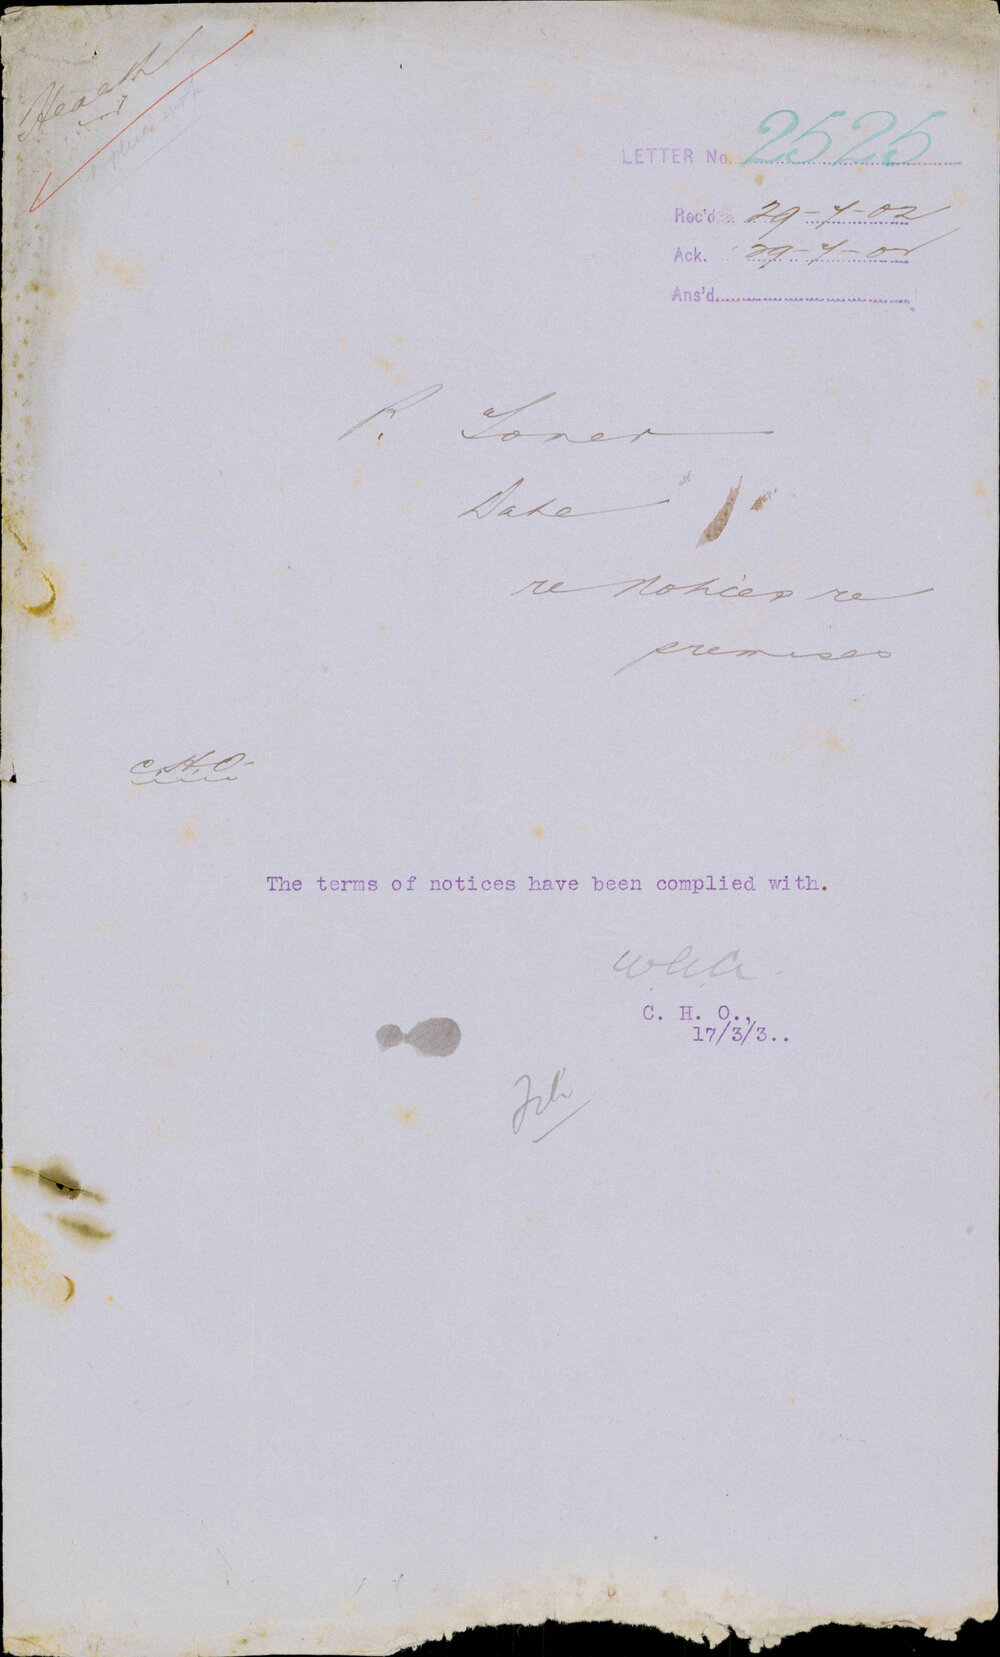 Health
Complied with
LETTER No. 2525
Rec'd 29-7-02
Ack. 29-7-02
Ans'd.
P. Toner
Date
re Notices re
premises
C.H.O.
The terms of notices have been complied with.
C. H. O.,
17/3/3..